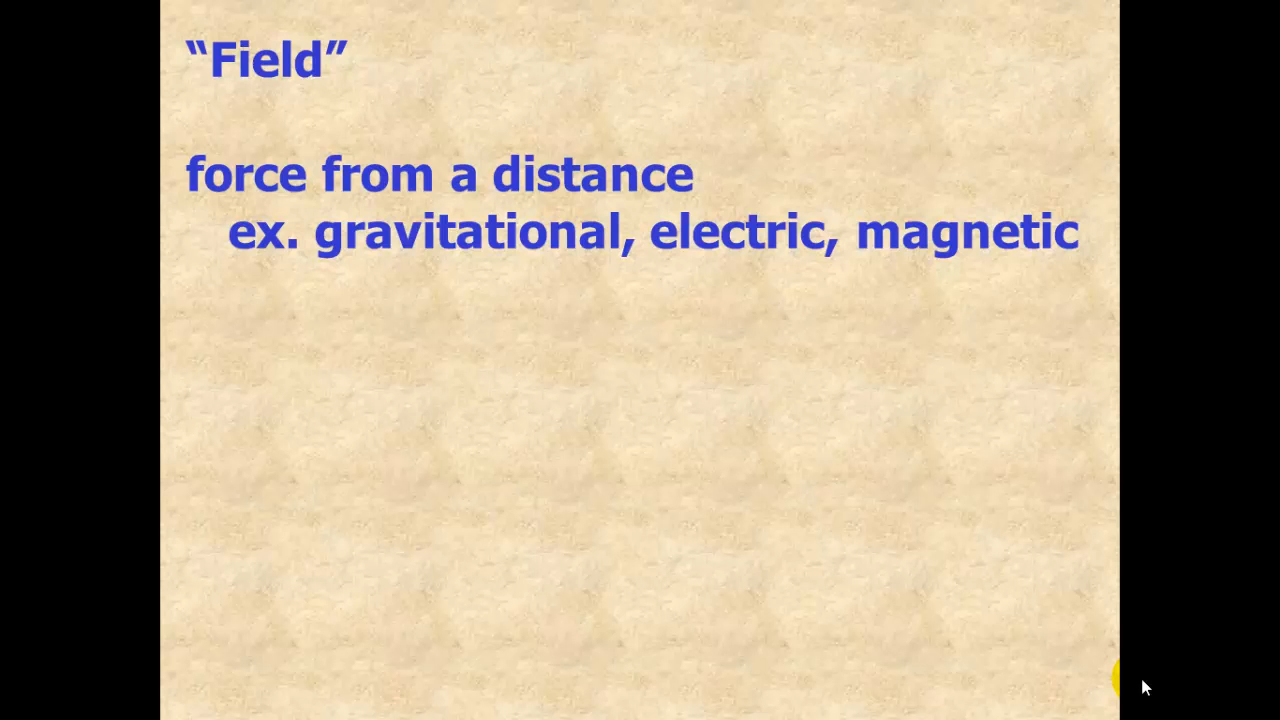 “Field”
force from a distance
ex. gravitational, electric, magnetic